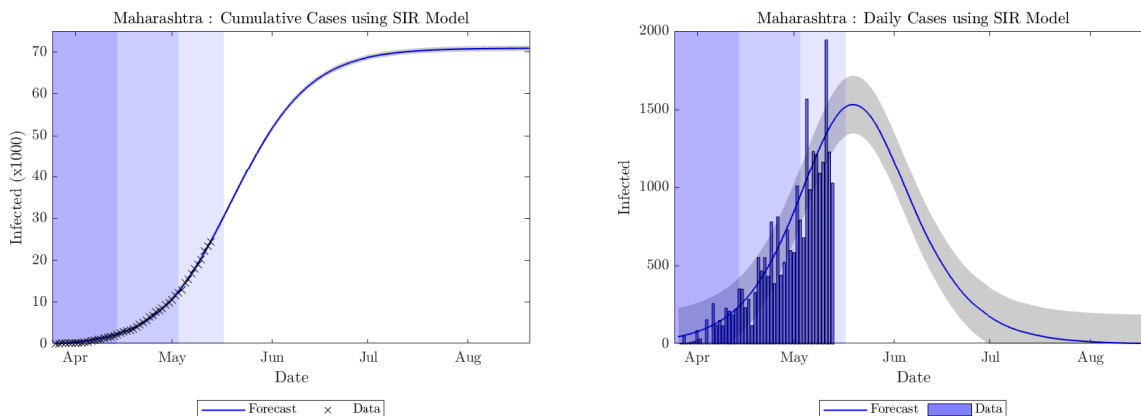 Maharashtra : Cumulative Cases using SIR Model
Infected (x1000)
70
60
50
40
30
20
10
0
Apr May Jun Jul Aug
Date
Forecast × Data
Maharashtra : Daily Cases using SIR Model
Infected
2000
1500
1000
500
0
Apr May Jun Jul Aug
Date
Forecast Data